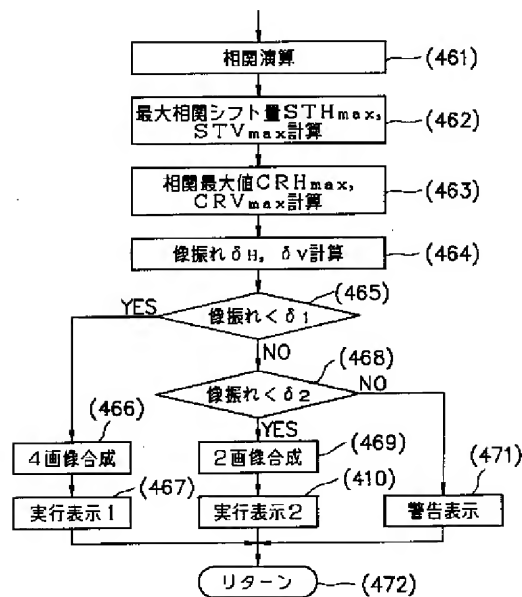 相関演算
(461)
最大相関シフト量STHmax,
STVmax計算
(462)
相関最大値CRHmax,
CRVmax計算
(463)
像振れδH, δV計算
(464)
(465)
YES
像振れ<δ1
NO
(468)
像振れ<δ2
NO
YES
(466)
4画像合成
(469)
2画像合成
(467)
実行表示1
(410)
実行表示2
(471)
警告表示
リターン
(472)